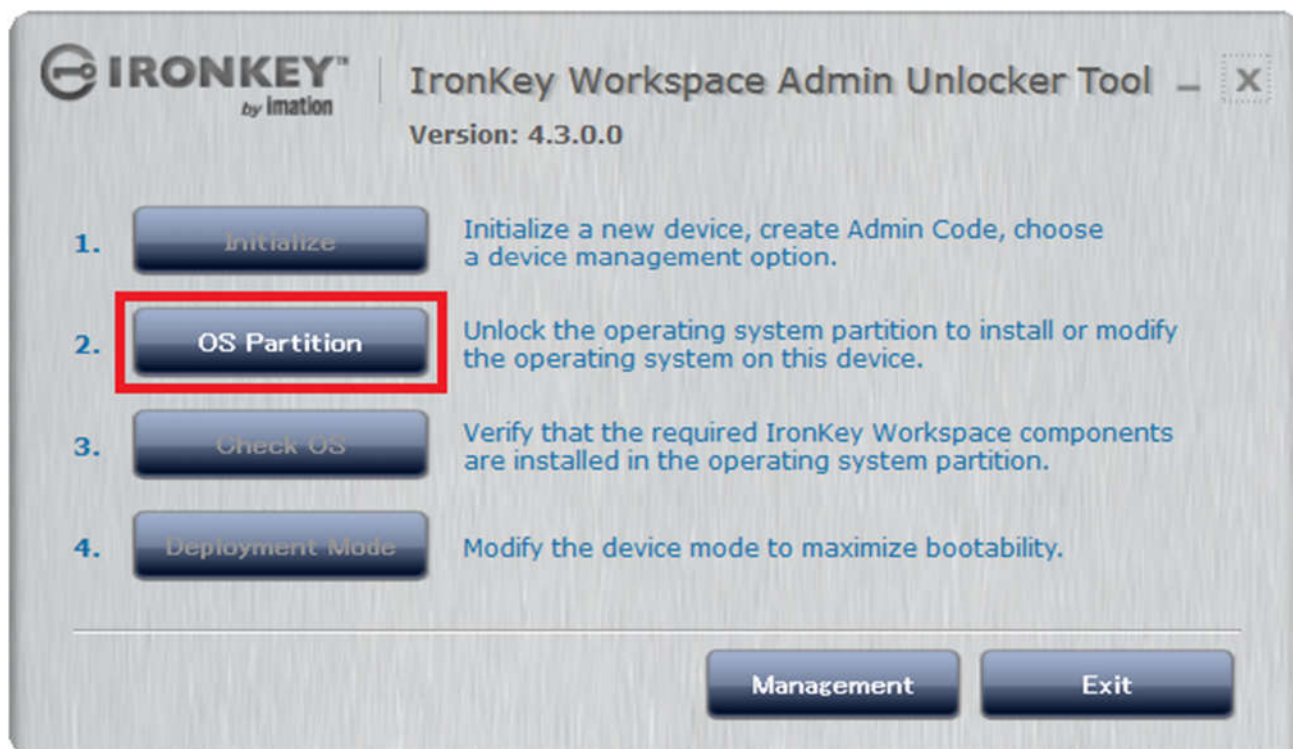 IRONKEY™
by imation
IronKey Workspace Admin Unlocker Tool
Version: 4.3.0.0
1. Initialize
Initialize a new device, create Admin Code, choose
a device management option.
2. OS Partition
Unlock the operating system partition to install or modify
the operating system on this device.
3. Check OS
Verify that the required IronKey Workspace components
are installed in the operating system partition.
4. Deployment Mode
Modify the device mode to maximize bootability.
Management
Exit